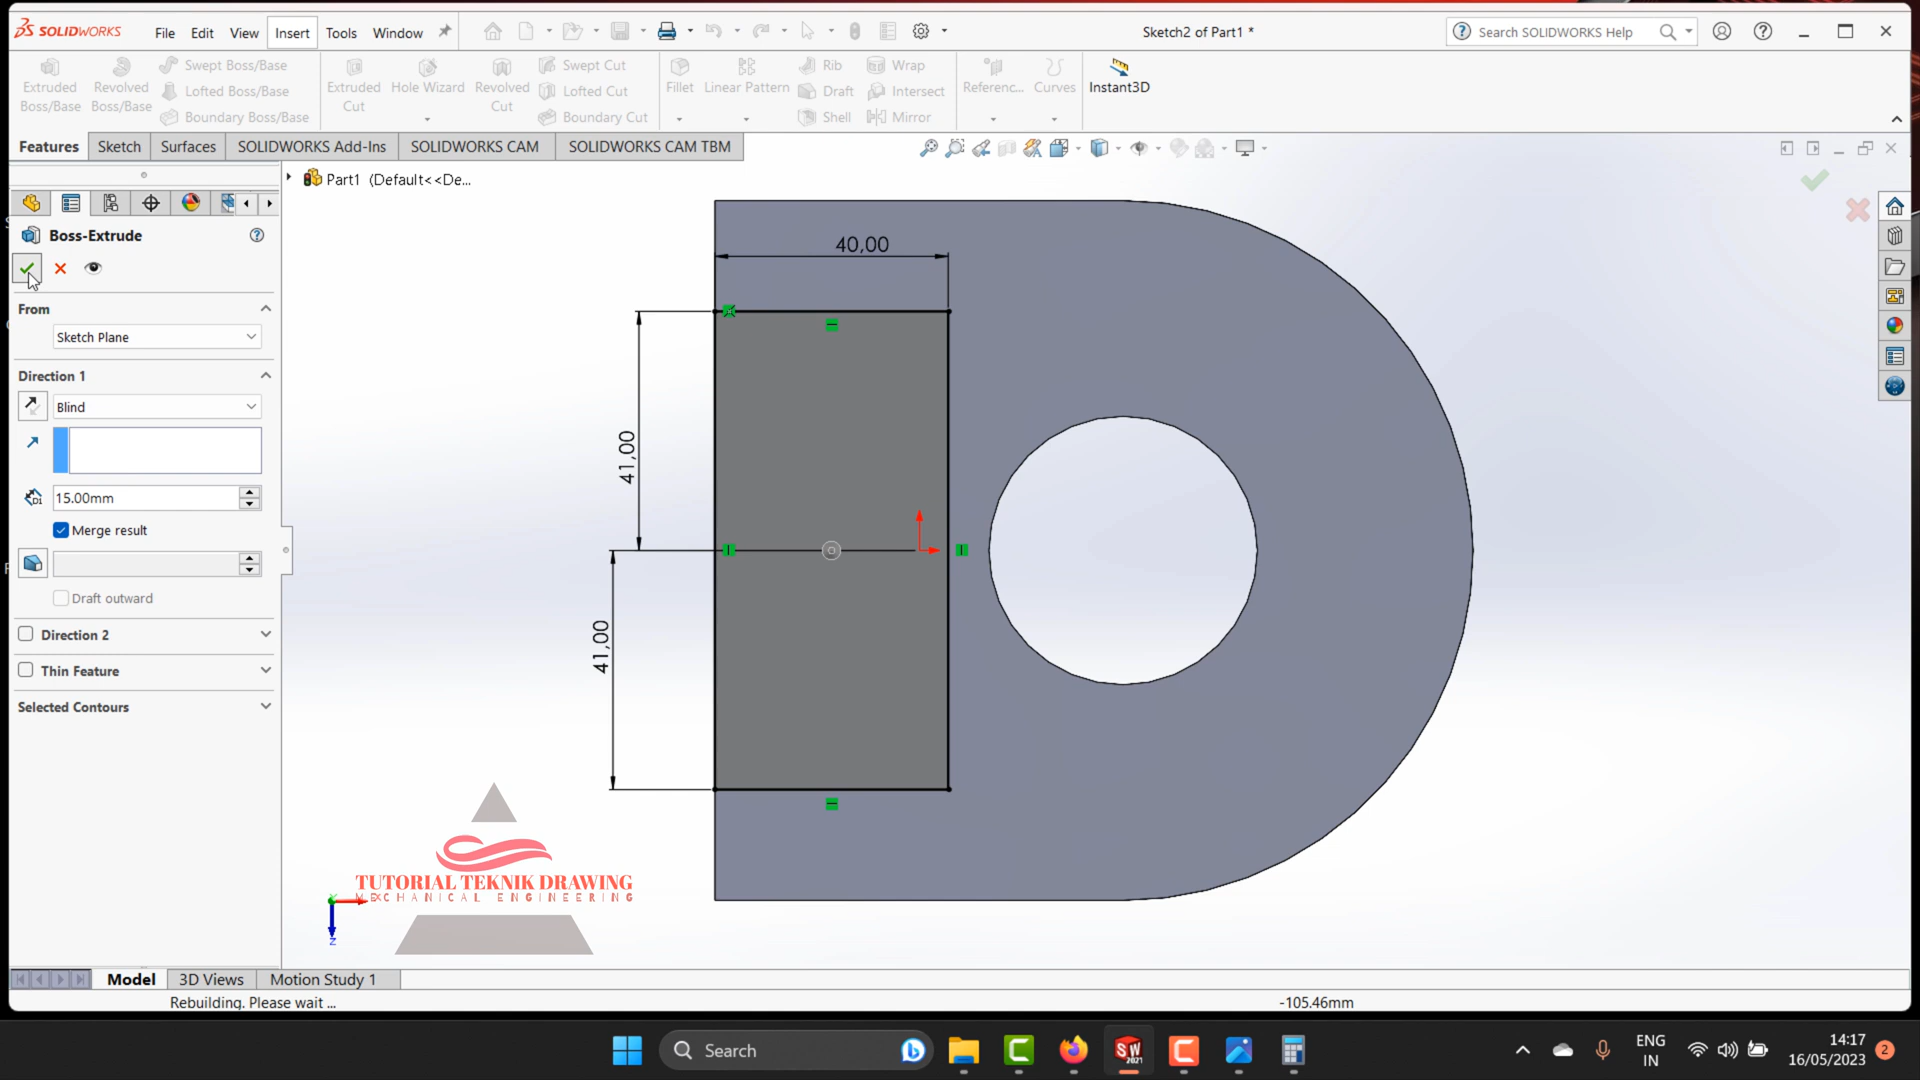 SOLIDWORKS
File Edit View Insert Tools Window
Sketch2 of Part1 *
Search SOLIDWORKS Help
Extruded Boss/Base
Revolved Boss/Base
Swept Boss/Base
Lofted Boss/Base
Boundary Boss/Base
Extruded Cut
Hole Wizard
Revolved Cut
Swept Cut
Lofted Cut
Boundary Cut
Fillet
Linear Pattern
Rib
Draft
Shell
Wrap
Intersect
Mirror
Referenc...
Curves
Instant3D
Features Sketch Surfaces SOLIDWORKS Add-Ins SOLIDWORKS CAM SOLIDWORKS CAM TBM
Part1 (Default<<De...
Boss-Extrude
From
Sketch Plane
Direction 1
Blind
15.00mm
Merge result
Draft outward
Direction 2
Thin Feature
Selected Contours
40,00
41,00
41,00
TUTORIAL TEKNIK DRAWING
MECHANICAL ENGINEERING
Z
Model 3D Views Motion Study 1
Rebuilding. Please wait ...
-105.46mm
Search
SW
2021
ENG
IN
14:17
16/05/2023
2